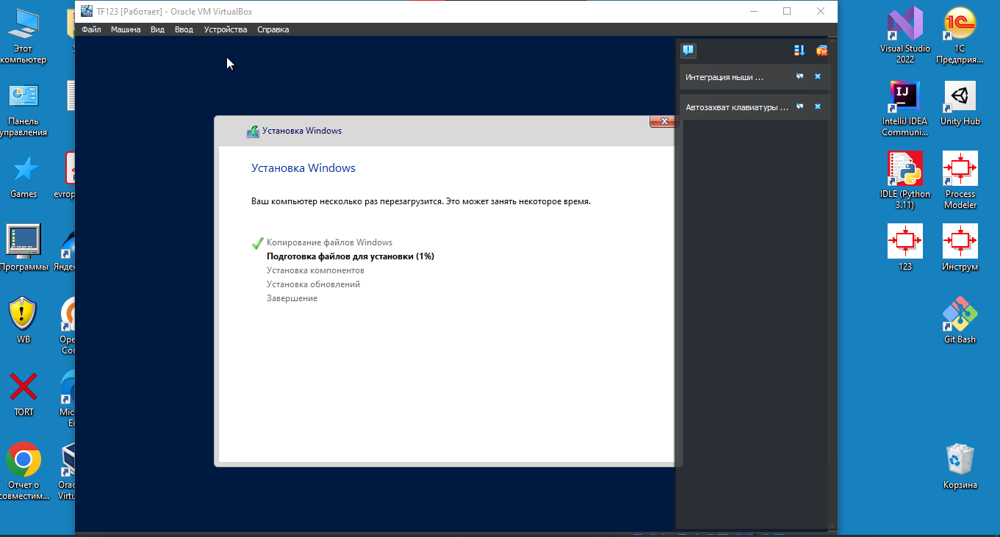 TF123 [Работает] - Oracle VM VirtualBox
Файл Машина Вид Ввод Устройства Справка
Интеграция мыши ...
Автозахват клавиатуры ...
Установка Windows
Установка Windows
Ваш компьютер несколько раз перезагрузится. Это может занять некоторое время.
Копирование файлов Windows
Подготовка файлов для установки (1%)
Установка компонентов
Установка обновлений
Завершение
Этот
компьютер
Панель
управления
Games
Программы
WB
TORT
Отчет о
совместим...
evrop
Яндек
Ope
Cor
Mic
Ed
Orac
Virtu
Visual Studio
2022
1C
Предприя...
IJ
IntelliJ IDEA
Communi...
Unity Hub
IDLE (Python
3.11)
Process
Modeler
123
Инструм
Git Bash
Корзина